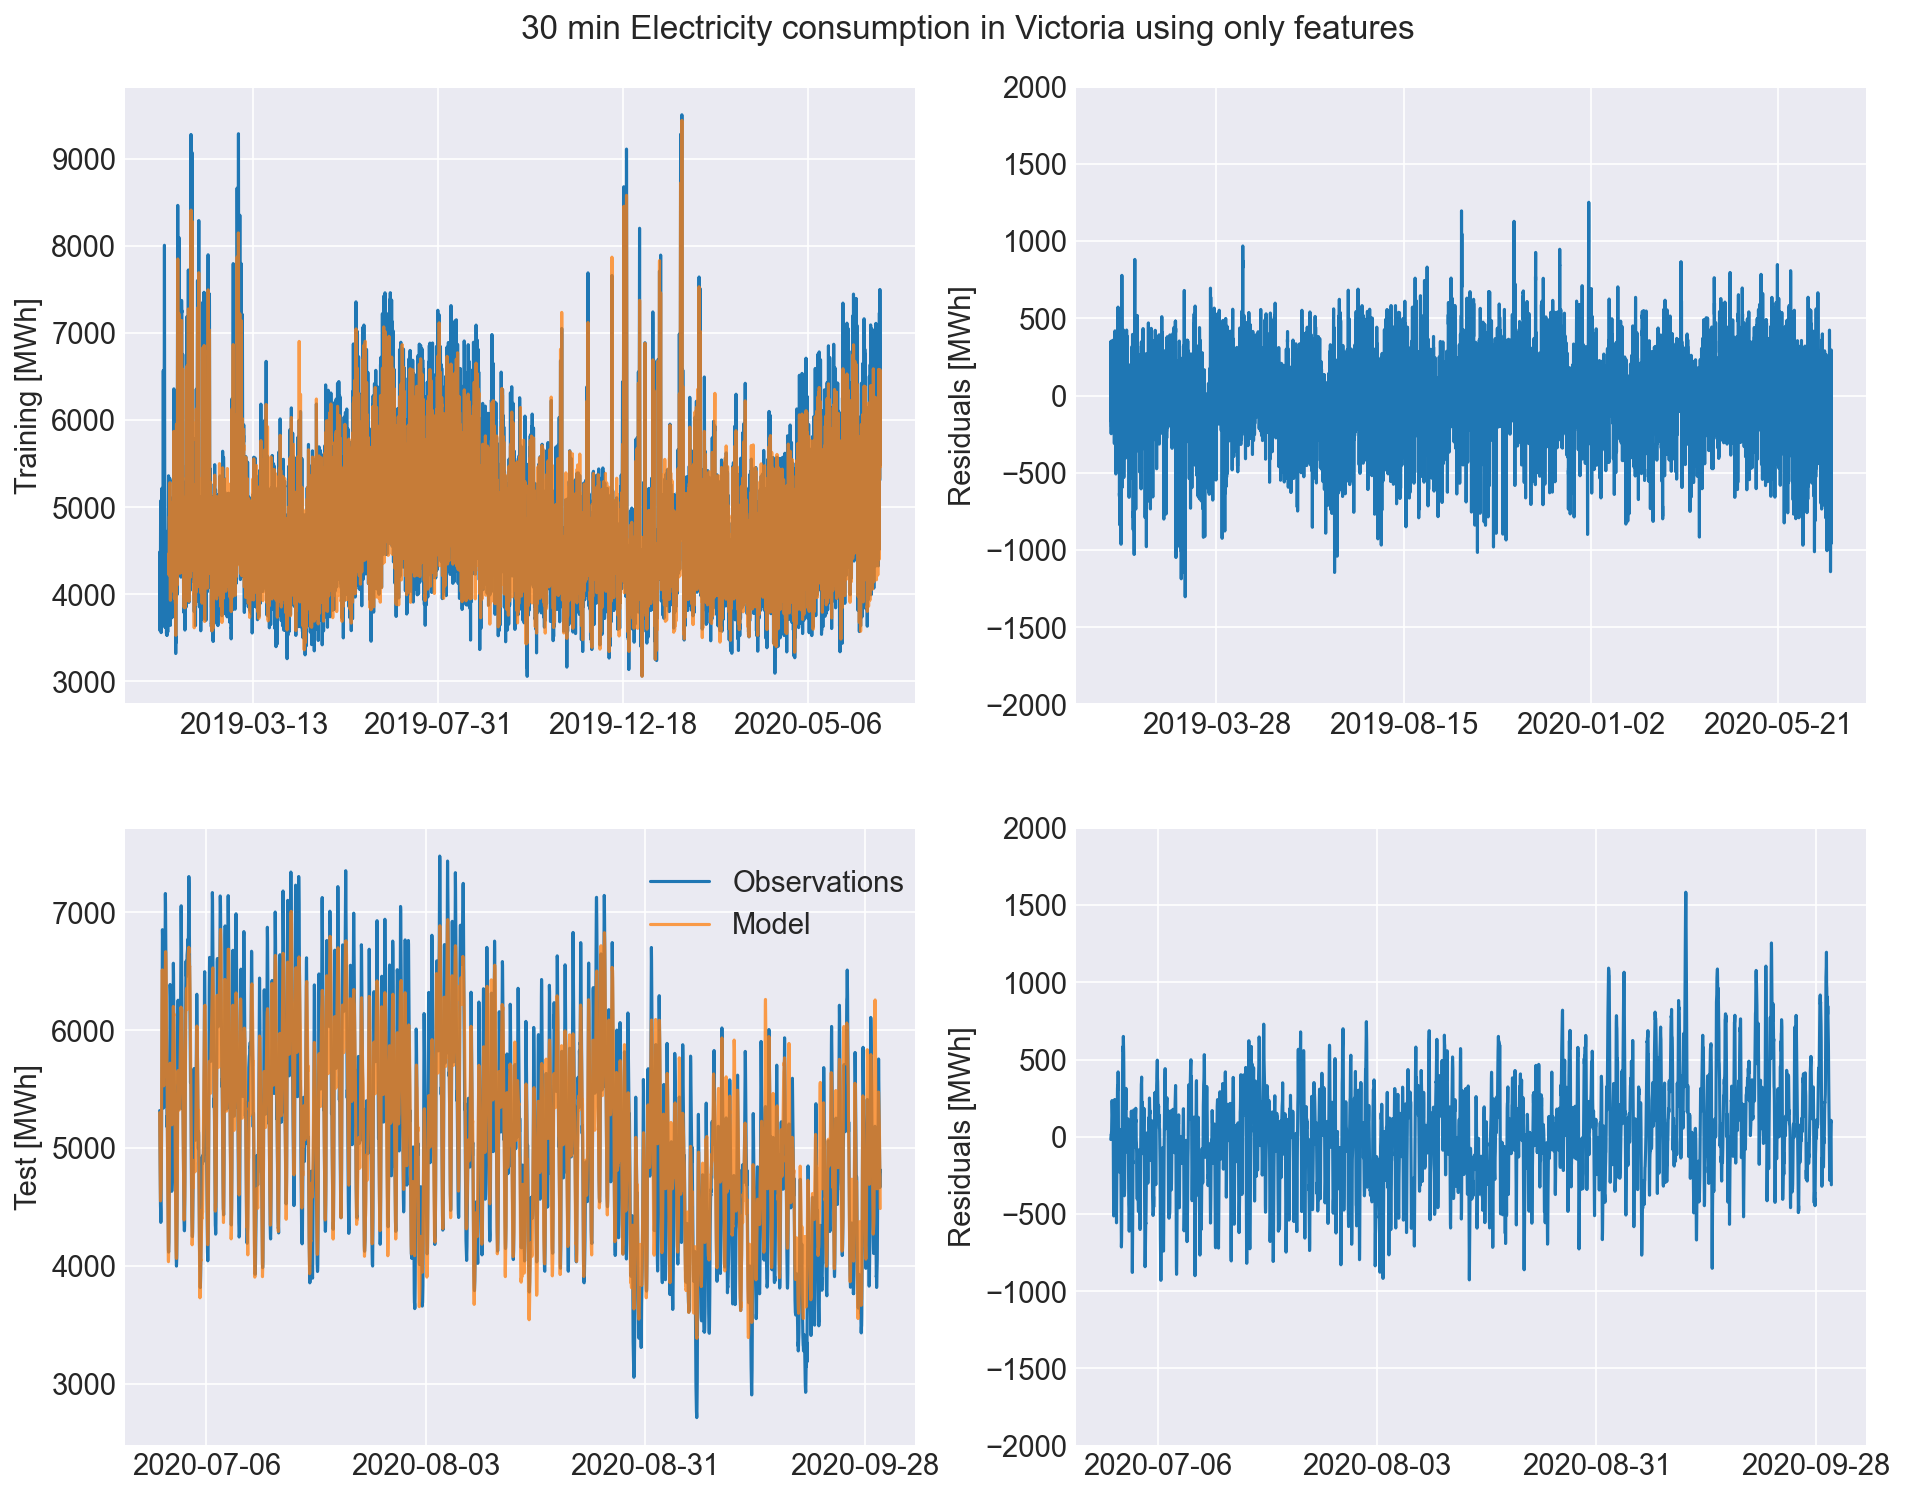 30 min Electricity consumption in Victoria using only features
Training [MWh]
9000
8000
7000
6000
5000
4000
3000
2019-03-13 2019-07-31 2019-12-18 2020-05-06
Residuals [MWh]
2000
1500
1000
500
0
−500
−1000
−1500
−2000
2019-03-28 2019-08-15 2020-01-02 2020-05-21
Test [MWh]
7000
6000
5000
4000
3000
Observations
Model
2020-07-06 2020-08-03 2020-08-31 2020-09-28
Residuals [MWh]
2000
1500
1000
500
0
−500
−1000
−1500
−2000
2020-07-06 2020-08-03 2020-08-31 2020-09-28